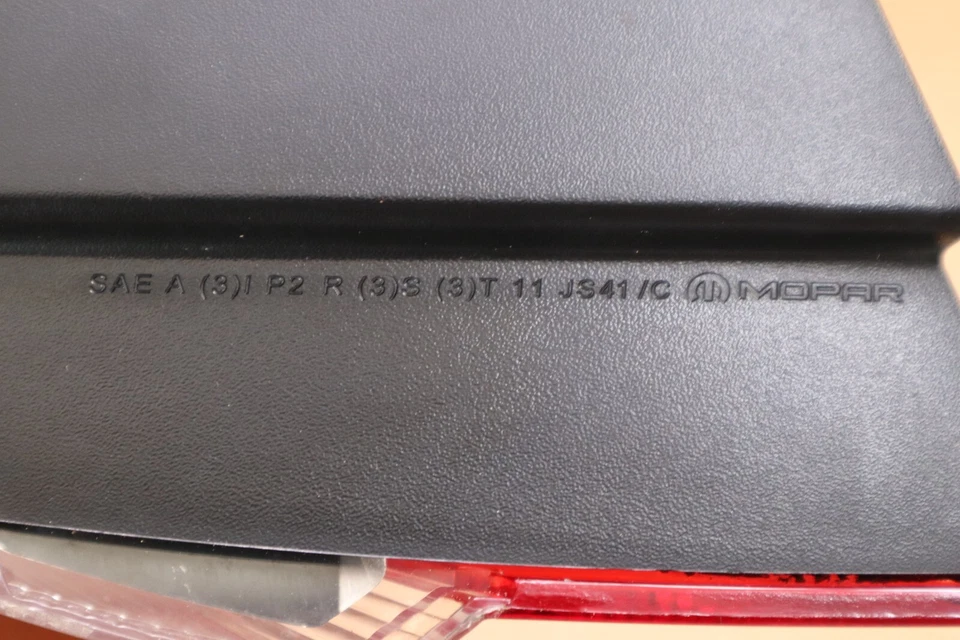 SAE A (3)I P2 R (3)S (3)T 11 JS41/C MOPAR